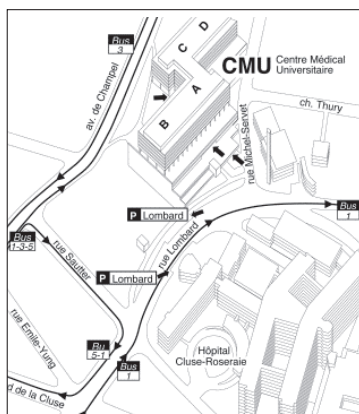 Bus
3
av. de Champel
D
C
A
B
CMU Centre Médical
Universitaire
ch. Thury
rue Michel-Servet
P Lombard
Bus
1
Bus
1-3-5
rue Sautter
rue Lombard
P Lombard
rue Emile-Yung
Bu
5-1
Bus
1
Hôpital
Cluse-Roseraie
d de la Cluse